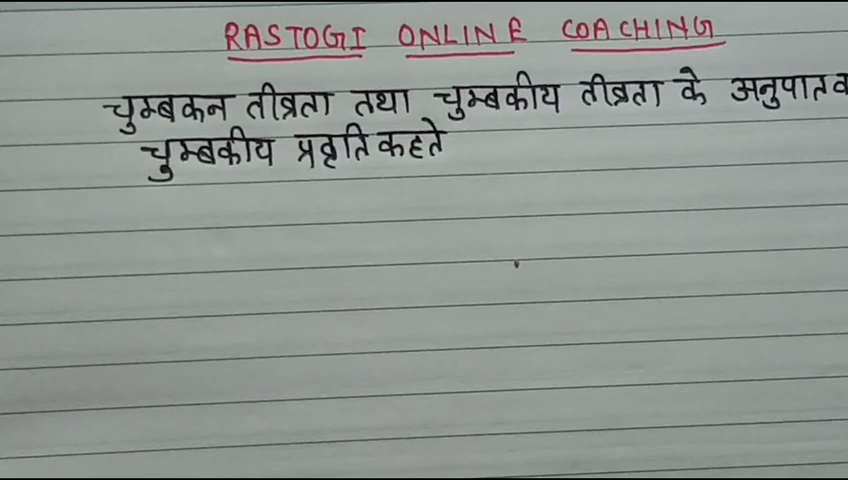 RASTOGI ONLINE COACHING
चुम्बकन तीव्रता तथा चुम्बकीय तीव्रता के अनुपात
चुम्बकीय प्रवृति कहते